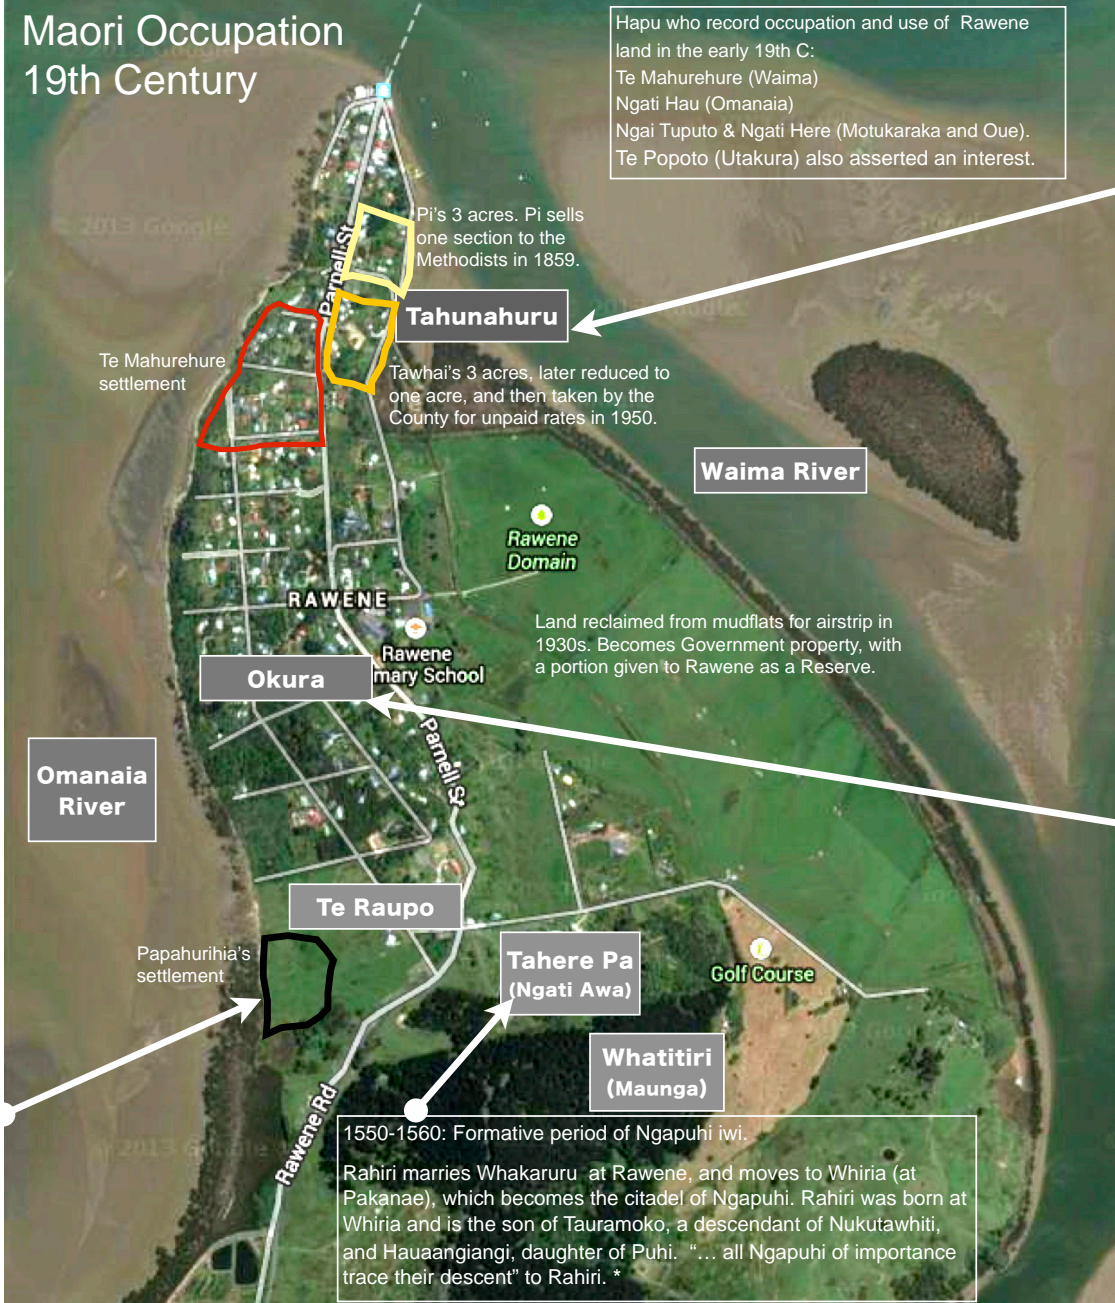 Maori Occupation
19th Century
Hapu who record occupation and use of Rawene
land in the early 19th C:
Te Mahurehure (Waima)
Ngati Hau (Omanaia)
Ngai Tuputo & Ngati Here (Motukaraka and Oue).
Te Popoto (Utakura) also asserted an interest.
© 2013 Google
Pi's 3 acres. Pi sells
one section to the
Methodists in 1859.
Parnell St
Tahunahuru
Te Mahurehure
settlement
Tawhai's 3 acres, later reduced to
one acre, and then taken by the
County for unpaid rates in 1950.
Waima River
Rawene
Domain
RAWENE
Land reclaimed from mudflats for airstrip in
1930s. Becomes Government property, with
a portion given to Rawene as a Reserve.
Rawene
mary School
Okura
Parnell St
Omanaia
River
Te Raupo
Papahurihia's
settlement
Tahere Pa
(Ngati Awa)
Golf Course
Whatitiri
(Maunga)
Rawene Rd
© 2013 Google
1550-1560: Formative period of Ngapuhi iwi.
Rahiri marries Whakaruru at Rawene, and moves to Whiria (at
Pakanae), which becomes the citadel of Ngapuhi. Rahiri was born at
Whiria and is the son of Tauramoko, a descendant of Nukutawhiti,
and Hauaangiangi, daughter of Puhi. “... all Ngapuhi of importance
trace their descent” to Rahiri. *